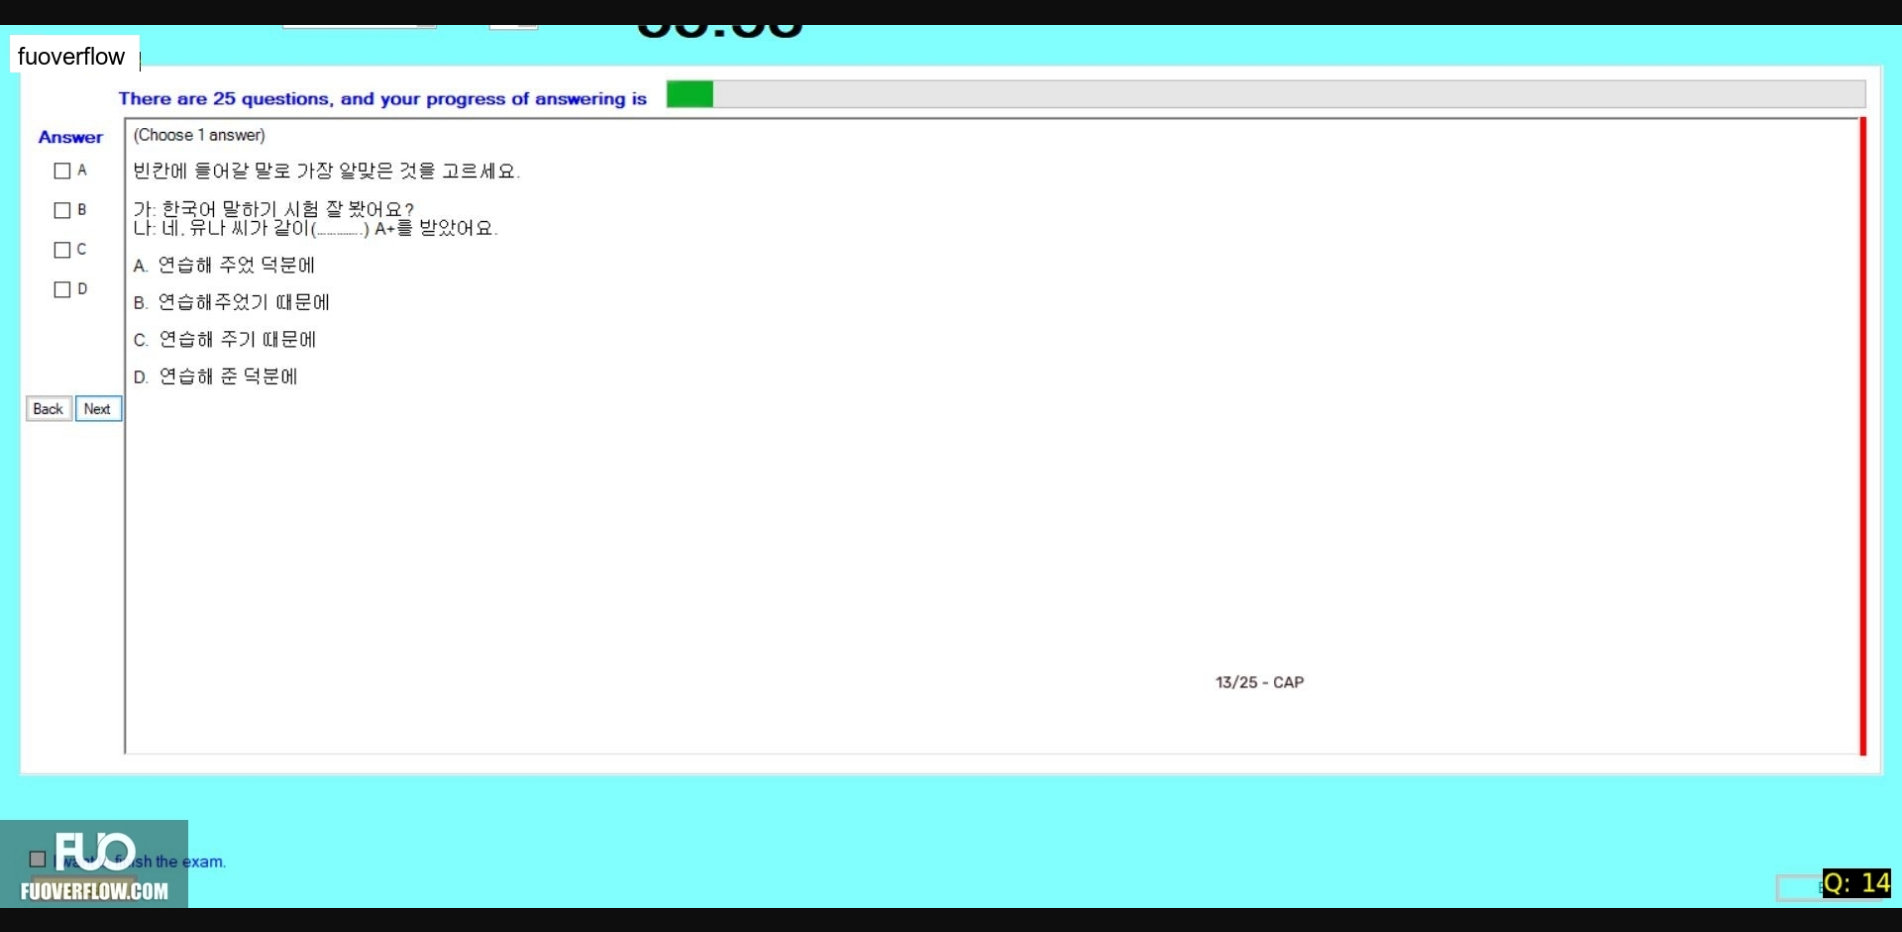 fuoverflow
There are 25 questions, and your progress of answering is
Answer
(Choose 1 answer)
A
빈칸에 들어갈 말로 가장 알맞은 것을 고르세요.
B
가: 한국어 말하기 시험 잘 봤어요?
나: 네, 유나 씨가 같이(............) A+를 받았어요.
C
A. 연습해 주었 덕분에
D
B. 연습해주었기 때문에
C. 연습해 주기 때문에
D. 연습해 준 덕분에
Back Next
13/25 - CAP
FUO
the exam.
FUOVERFLOW.COM
Q: 14